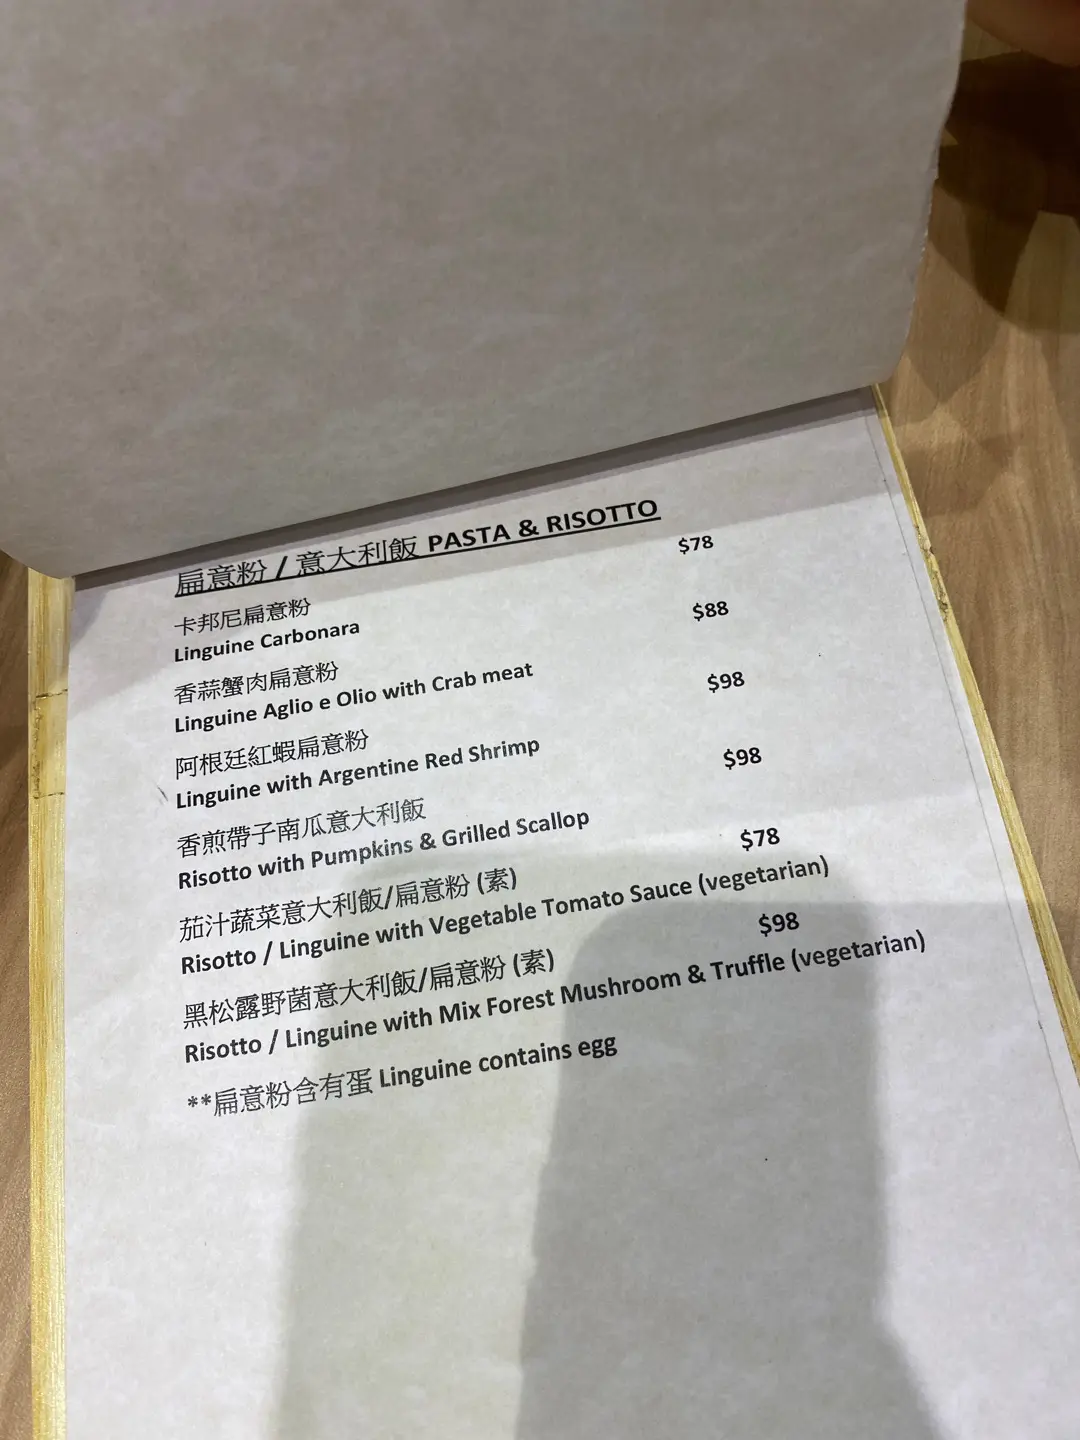 扁意粉 / 意大利飯 PASTA & RISOTTO
卡邦尼扁意粉 $78
Linguine Carbonara
香蒜蟹肉扁意粉 $88
Linguine Aglio e Olio with Crab meat
阿根廷紅蝦扁意粉 $98
Linguine with Argentine Red Shrimp
香煎帶子南瓜意大利飯 $98
Risotto with Pumpkins & Grilled Scallop
茄汁蔬菜意大利飯/扁意粉 (素) $78
Risotto / Linguine with Vegetable Tomato Sauce (vegetarian)
黑松露野菌意大利飯/扁意粉 (素) $98
Risotto / Linguine with Mix Forest Mushroom & Truffle (vegetarian)
**扁意粉含有蛋 Linguine contains egg